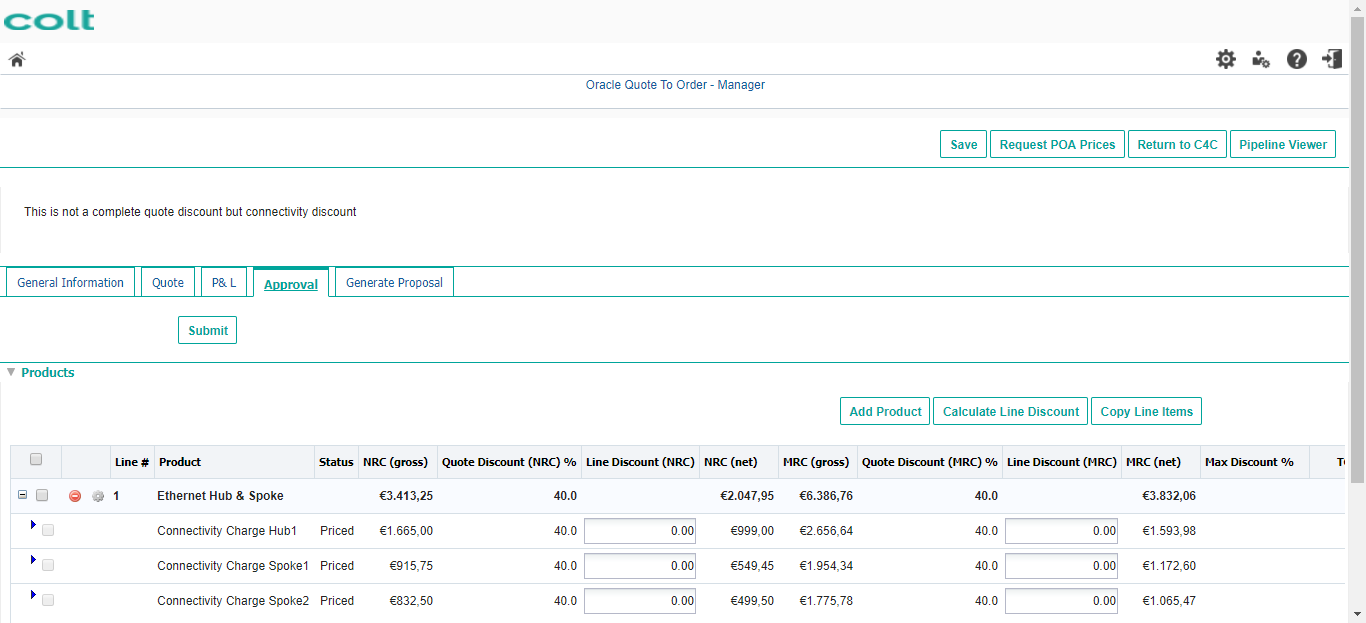 colt
Oracle Quote To Order - Manager
Save Request POA Prices Return to C4C Pipeline Viewer
This is not a complete quote discount but connectivity discount
General Information Quote P& L Approval Generate Proposal
Submit
Products
Add Product Calculate Line Discount Copy Line Items
Line # Product Status NRC (gross) Quote Discount (NRC) % Line Discount (NRC) NRC (net) MRC (gross) Quote Discount (MRC) % Line Discount (MRC) MRC (net) Max Discount %
1 Ethernet Hub & Spoke €3.413,25 40.0 €2.047,95 €6.386,76 40.0 €3.832,06
Connectivity Charge Hub1 Priced €1.665,00 40.0 0.00 €999,00 €2.656,64 40.0 0.00 €1.593,98
Connectivity Charge Spoke1 Priced €915,75 40.0 0.00 €549,45 €1.954,34 40.0 0.00 €1.172,60
Connectivity Charge Spoke2 Priced €832,50 40.0 0.00 €499,50 €1.775,78 40.0 0.00 €1.065,47